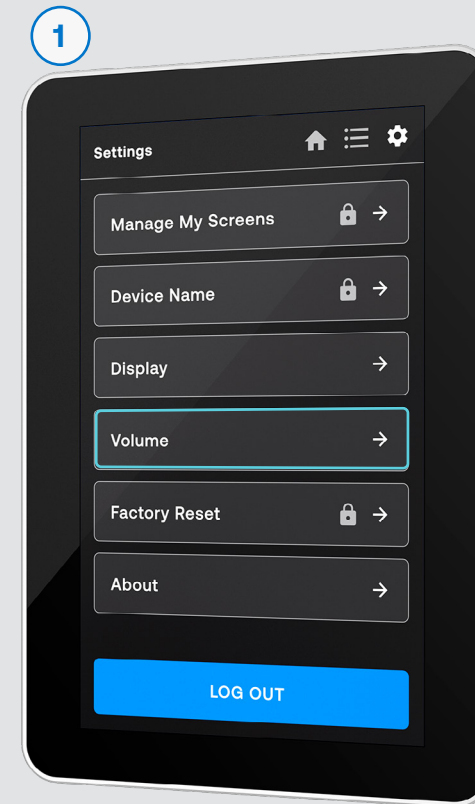 1
Settings
Manage My Screens
Device Name
Display
Volume
Factory Reset
About
LOG OUT